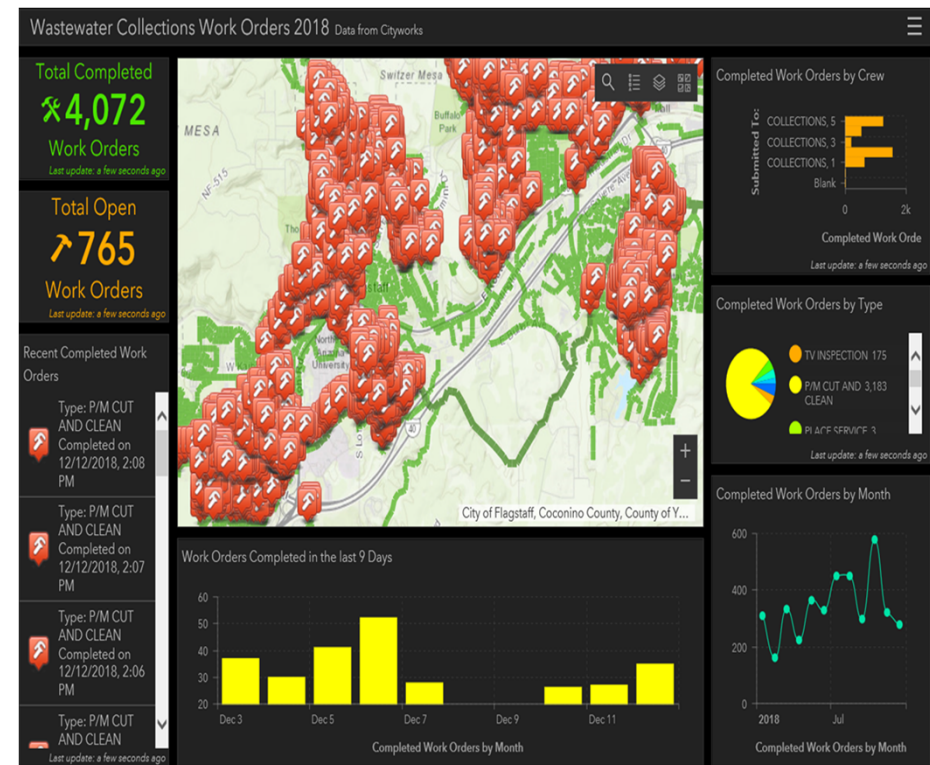 Wastewater Collections Work Orders 2018 Data from Cityworks
Total Completed
4,072
Work Orders
Last update: a few seconds ago
Total Open
765
Work Orders
Last update: a few seconds ago
Recent Completed Work
Orders
Type: P/M CUT
AND CLEAN
Completed on
12/12/2018, 2:08
PM
Type: P/M CUT
AND CLEAN
Completed on
12/12/2018, 2:07
PM
Type: P/M CUT
AND CLEAN
Completed on
12/12/2018, 2:06
PM
Type: P/M CUT
AND CLEAN
Last update: a few seconds ago
Switzer Mesa
Buffalo
Park
MESA
NF-515
Northern
Arizona
University
40
40
City of Flagstaff, Coconino County, County of Y...
Work Orders Completed in the last 9 Days
60
50
40
30
20
Dec 3
Dec 5
Dec 7
Dec 9
Dec 11
Completed Work Orders by Month
Completed Work Orders by Crew
Submitted To:
COLLECTIONS, 5
COLLECTIONS, 3
COLLECTIONS, 1
Blank
0
2k
Completed Work Orde
Last update: a few seconds ago
Completed Work Orders by Type
TV INSPECTION 175
P/M CUT AND 3,183
CLEAN
PLACE SERVICE 3
Last update: a few seconds ago
Completed Work Orders by Month
600
400
200
0
2018
Jul
Completed Work Orders by Month